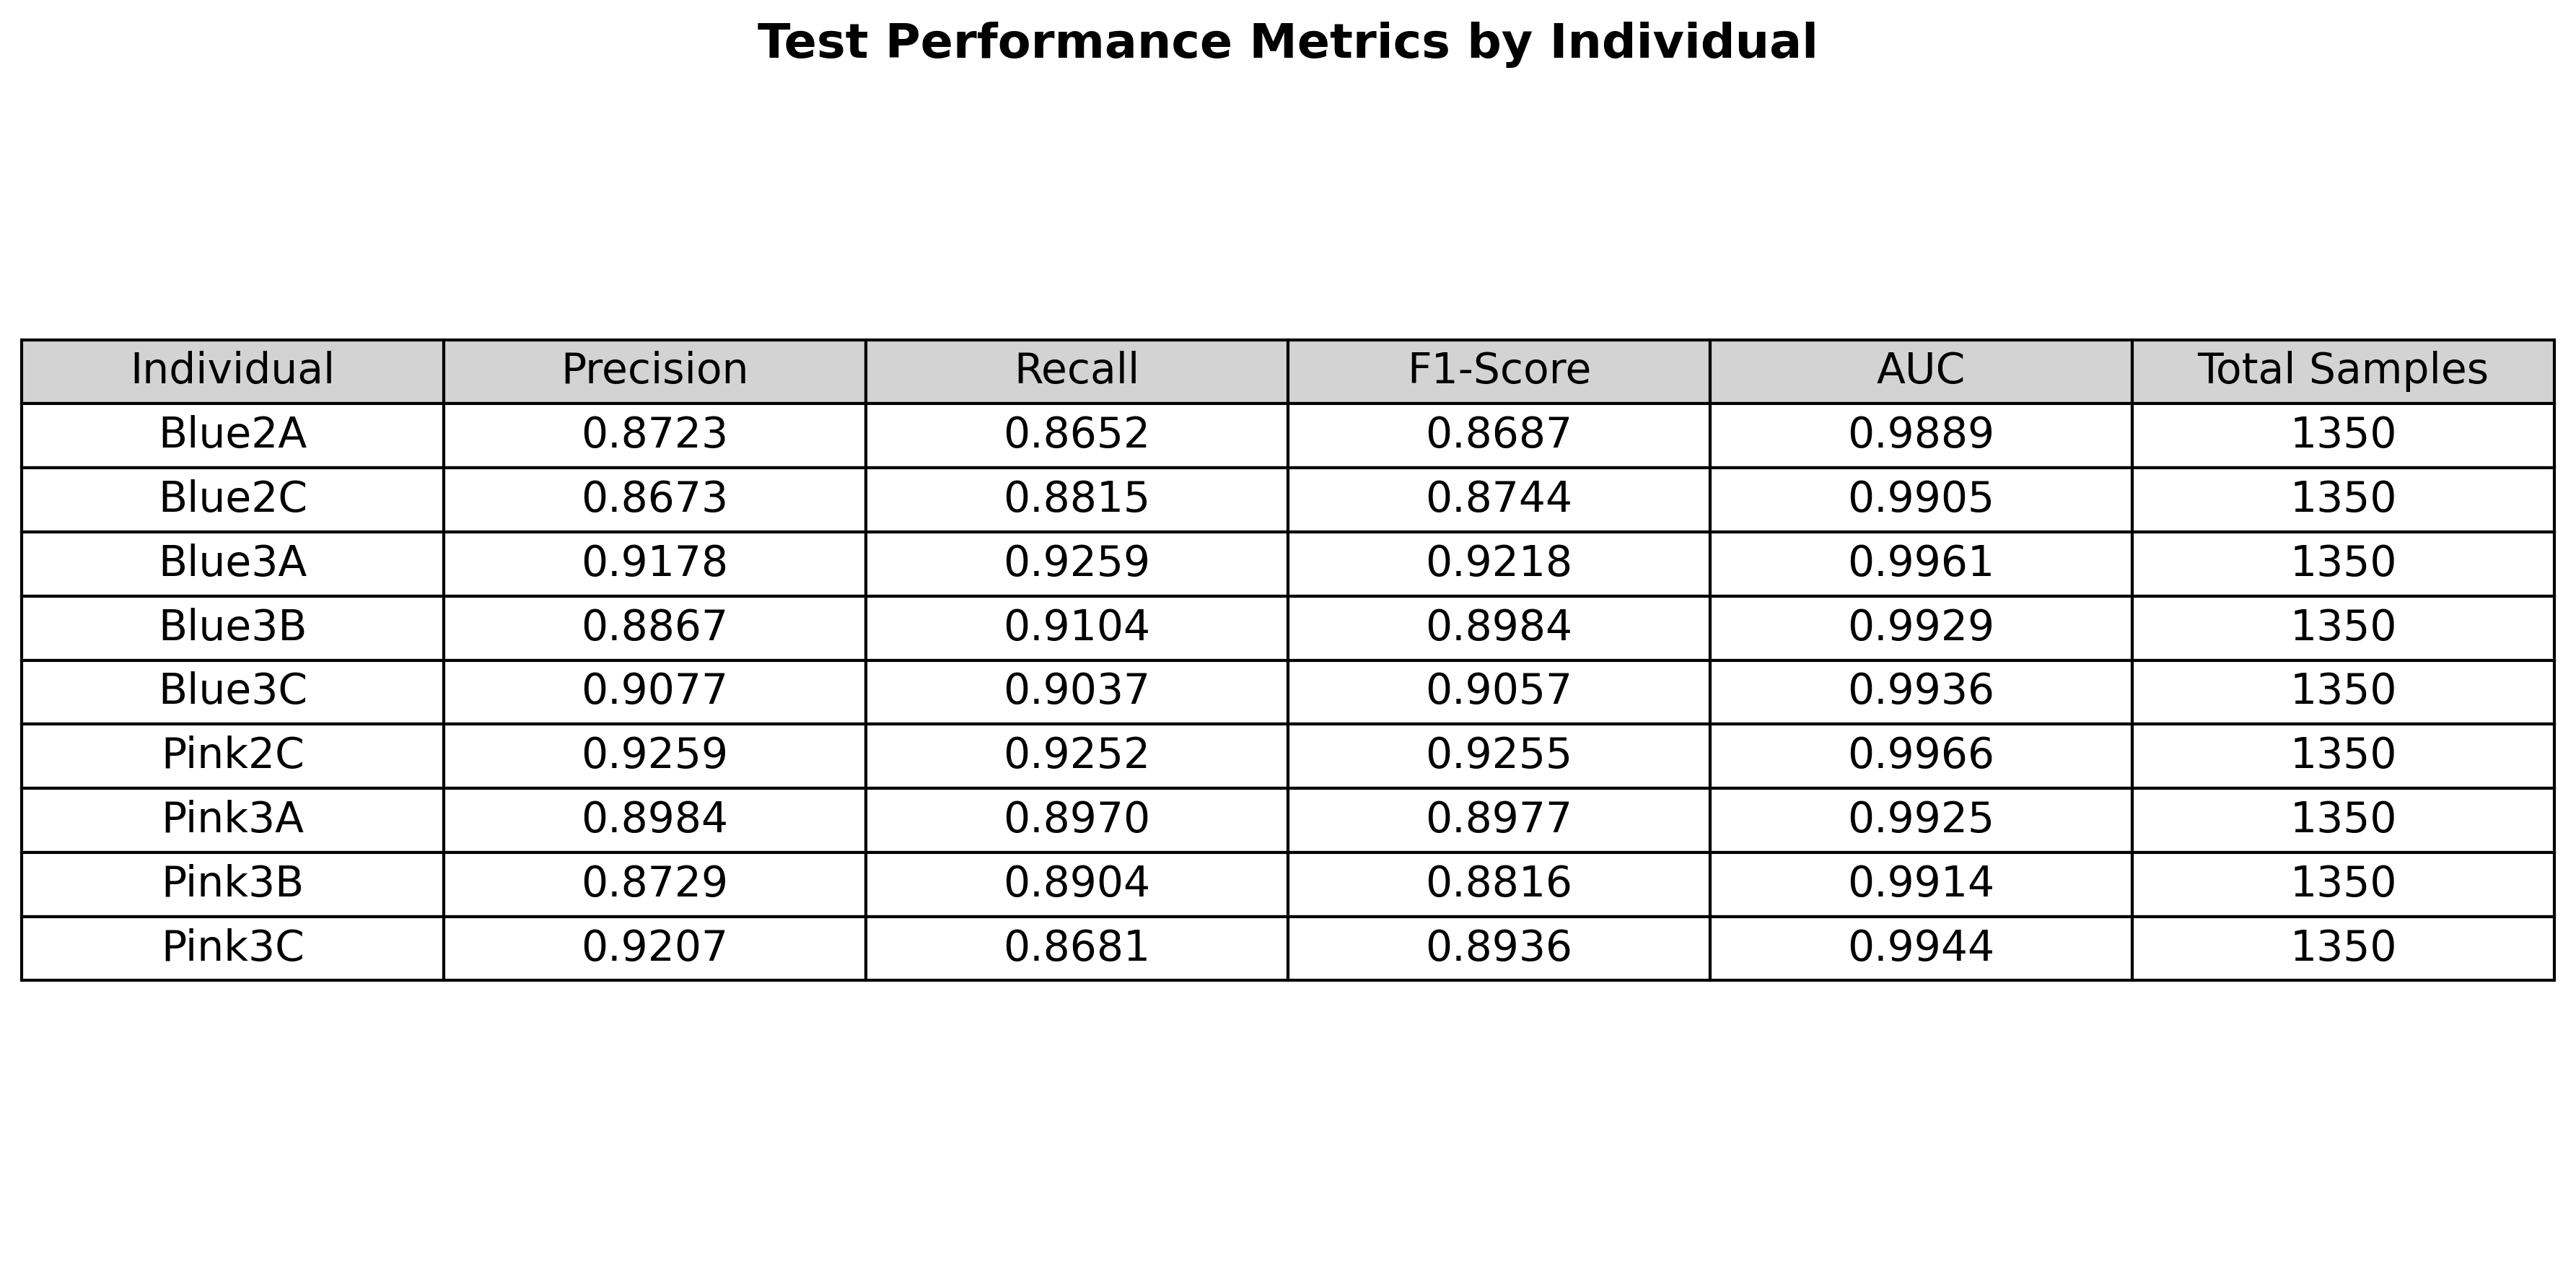 Test Performance Metrics by Individual
Individual Precision Recall F1-Score AUC Total Samples
Blue2A 0.8723 0.8652 0.8687 0.9889 1350
Blue2C 0.8673 0.8815 0.8744 0.9905 1350
Blue3A 0.9178 0.9259 0.9218 0.9961 1350
Blue3B 0.8867 0.9104 0.8984 0.9929 1350
Blue3C 0.9077 0.9037 0.9057 0.9936 1350
Pink2C 0.9259 0.9252 0.9255 0.9966 1350
Pink3A 0.8984 0.8970 0.8977 0.9925 1350
Pink3B 0.8729 0.8904 0.8816 0.9914 1350
Pink3C 0.9207 0.8681 0.8936 0.9944 1350